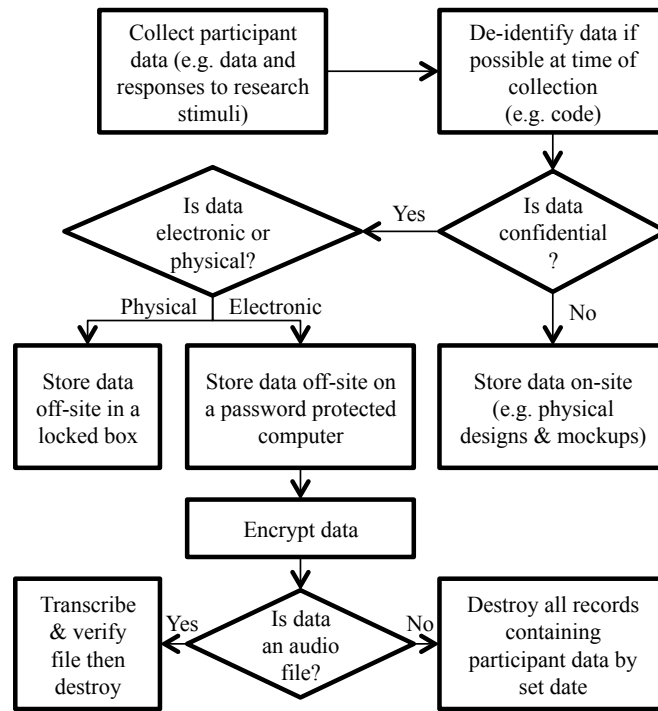 Collect participant
data (e.g. data and
responses to research
stimuli)
De-identify data if
possible at time of
collection
(e.g. code)
Is data
electronic or
physical?
Yes
Is data
confidential
?
Physical
Electronic
No
Store data
off-site in a
locked box
Store data off-site on
a password protected
computer
Store data on-site
(e.g. physical
designs & mockups)
Encrypt data
Transcribe
& verify
file then
destroy
Yes
Is data
an audio
file?
No
Destroy all records
containing
participant data by
set date